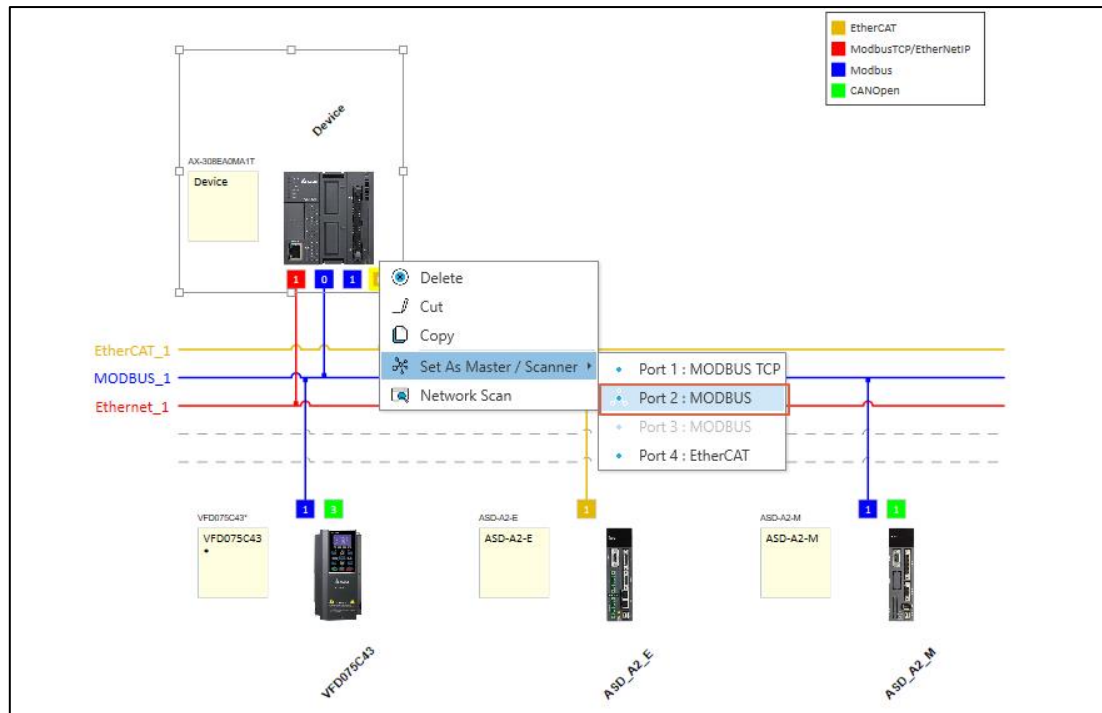 EtherCAT
ModbusTCP/EtherNetIP
Modbus
CANOpen
Device
AX-308EA0MA1T
Device
1
0
1
Delete
Cut
Copy
Set As Master / Scanner
Network Scan
Port 1 : MODBUS TCP
Port 2 : MODBUS
Port 3 : MODBUS
Port 4 : EtherCAT
EtherCAT_1
MODBUS_1
Ethernet_1
1
3
1
1
1
VFD075C43*
VFD075C43
*
ASD-A2-E
ASD-A2-E
ASD-A2-M
ASD-A2-M
VFD075C43
ASD_A2_E
ASD_A2_M